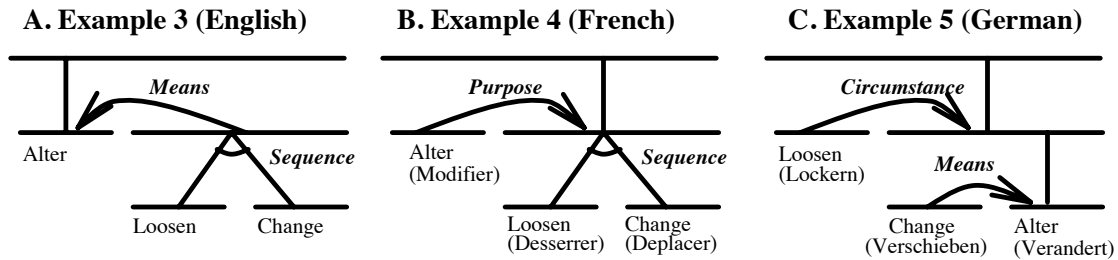 A. Example 3 (English)
Means
Alter
Sequence
Loosen
Change
B. Example 4 (French)
Purpose
Alter
(Modifier)
Sequence
Loosen
(Desserrer)
Change
(Deplacer)
C. Example 5 (German)
Circumstance
Loosen
(Lockern)
Means
Change
(Verschieben)
Alter
(Verandert)